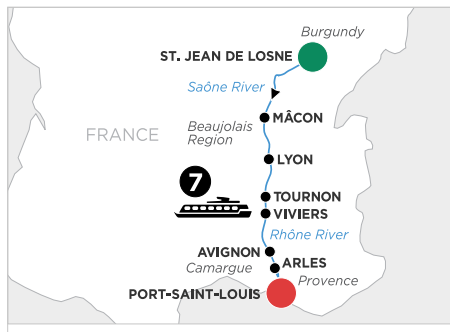 Burgundy
ST. JEAN DE LOSNE
Saône River
MÂCON
Beaujolais
Region
FRANCE
LYON
7
TOURNON
VIVIERS
Rhône River
AVIGNON
ARLES
Camargue
Provence
PORT-SAINT-LOUIS